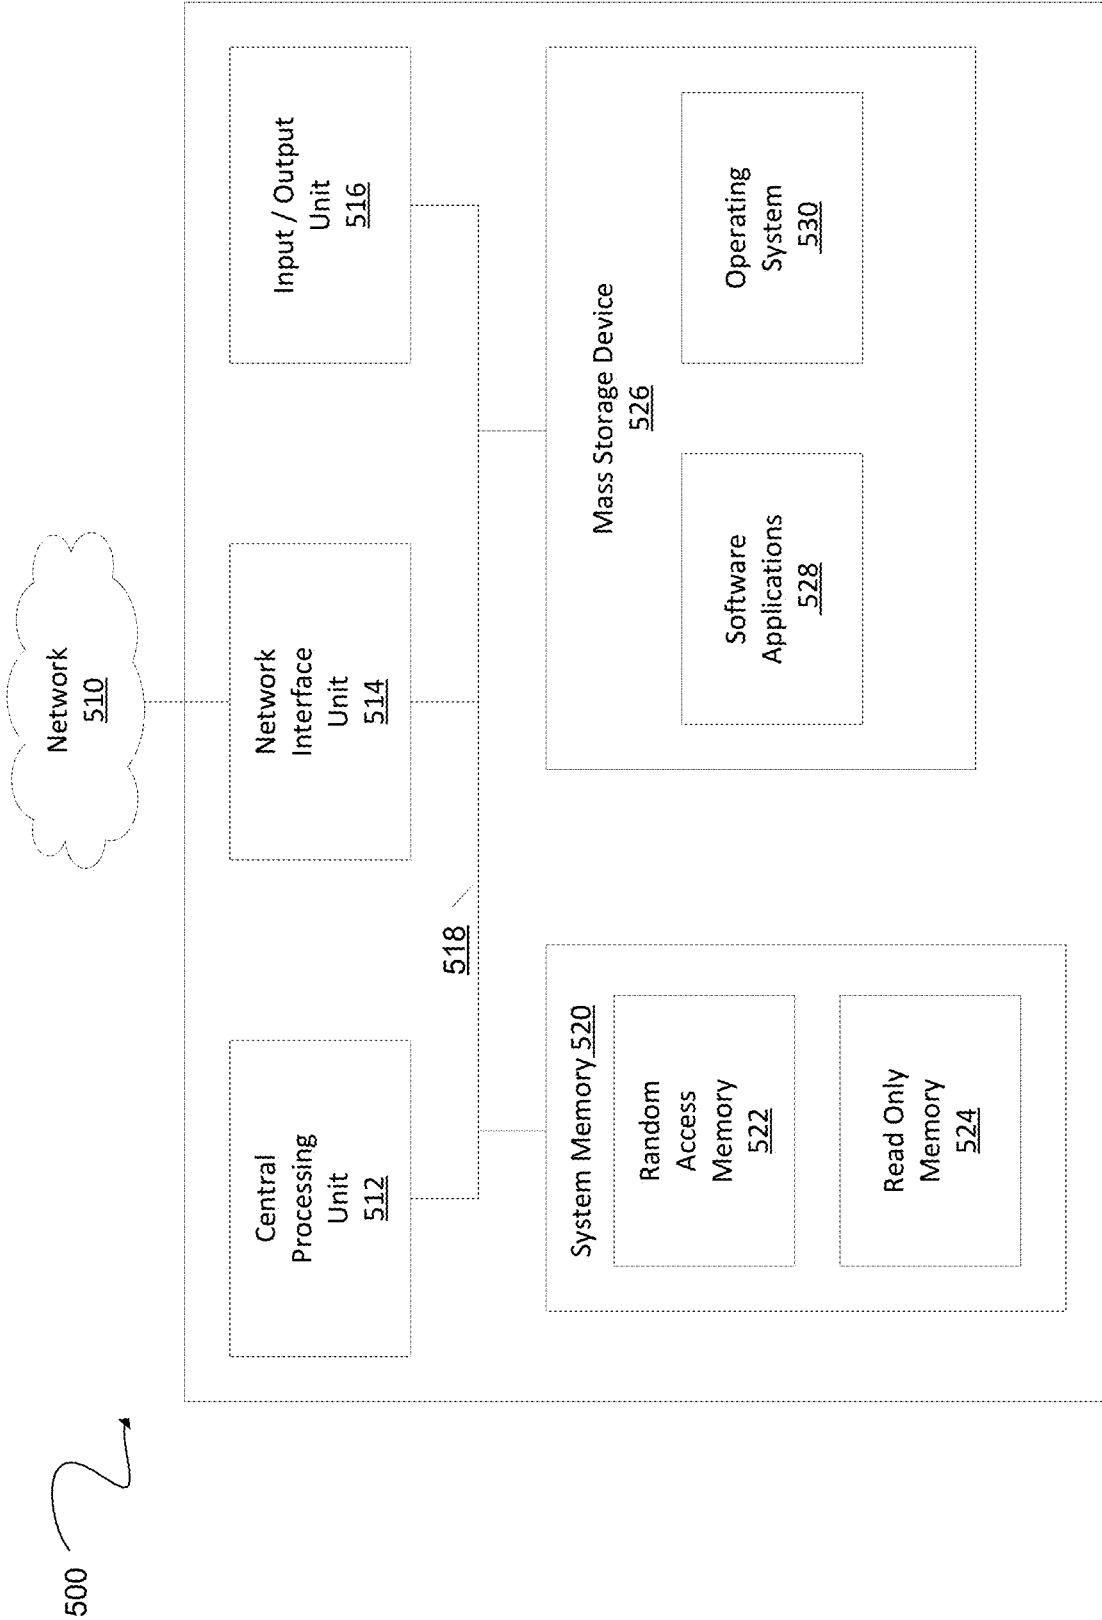 500
Network
510
Central
Processing
Unit
512
Network
Interface
Unit
514
Input / Output
Unit
516
518
System Memory 520
Random
Access
Memory
522
Read Only
Memory
524
Mass Storage Device
526
Software
Applications
528
Operating
System
530